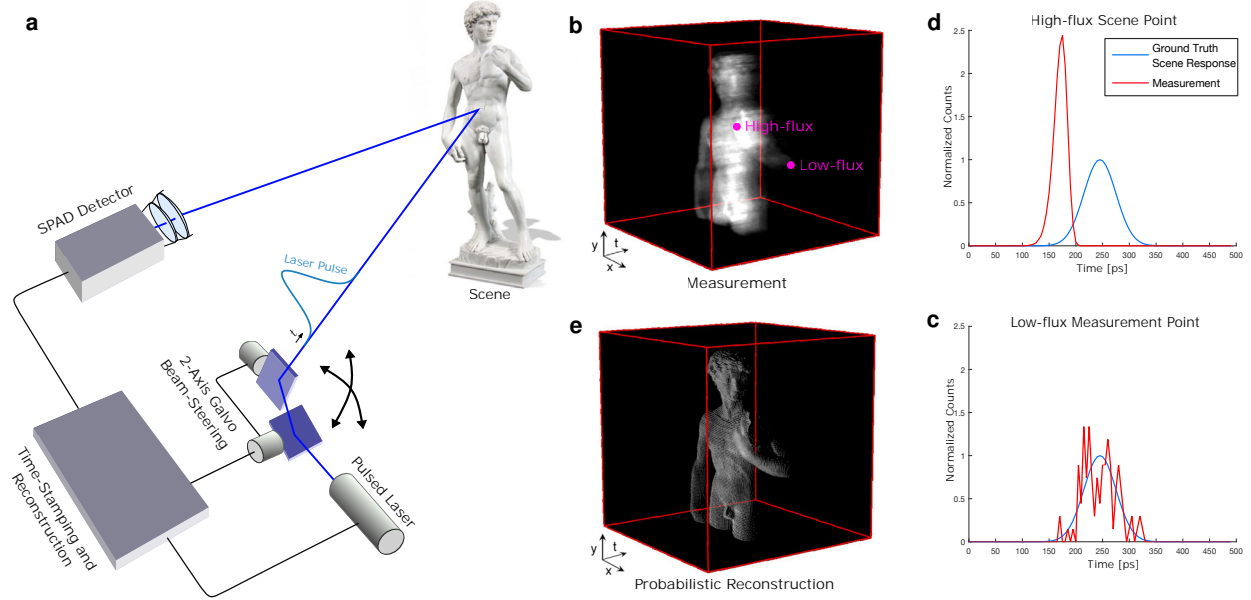 a
SPAD Detector
Laser Pulse
t
Scene
2-Axis Galvo
Beam-Steering
Pulsed Laser
Time-Stamping and
Reconstruction
b
High-flux
Low-flux
y
t
x
Measurement
e
y
t
x
Probabilistic Reconstruction
d
High-flux Scene Point
Ground Truth
Scene Response
Measurement
Normalized Counts
2.5
2
1.5
1
0.5
0
0 50 100 150 200 250 300 350 400 450 500
Time [ps]
c
Low-flux Measurement Point
Normalized Counts
2.5
2
1.5
1
0.5
0
0 50 100 150 200 250 300 350 400 450 500
Time [ps]